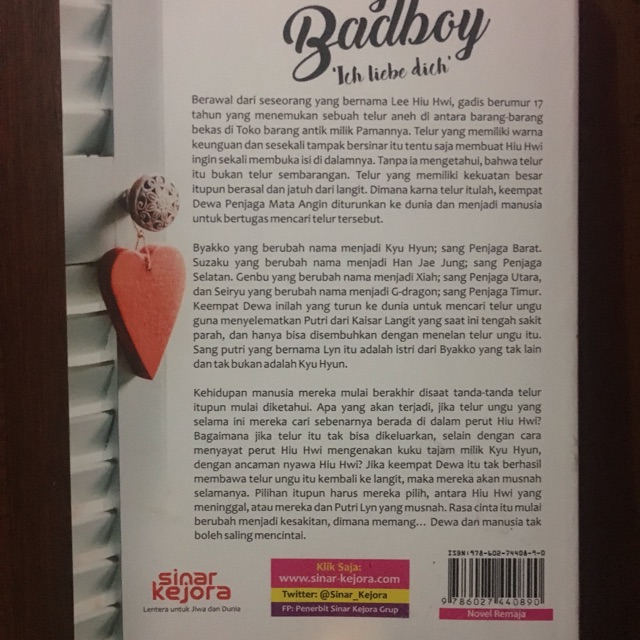 Badboy
'Ich liebe dich'
Berawal dari seseorang yang bernama Lee Hiu Hwi, gadis berumur 17
tahun yang menemukan sebuah telur aneh di antara barang-barang
bekas di Toko barang antik milik Pamannya. Telur yang memiliki warna
keunguan dan sesekali tampak bersinar itu tentu saja membuat Hiu Hwi
ingin sekali membuka isi di dalamnya. Tanpa ia mengetahui, bahwa telur
itu bukan telur sembarangan. Telur yang memiliki kekuatan besar
itupun berasal dan jatuh dari langit. Dimana karna telur itulah, keempat
Dewa Penjaga Mata Angin diturunkan ke dunia dan menjadi manusia
untuk bertugas mencari telur tersebut.
Byakko yang berubah nama menjadi Kyu Hyun; sang Penjaga Barat.
Suzaku yang berubah nama menjadi Han Jae Jung; sang Penjaga
Selatan. Genbu yang berubah nama menjadi Xiah; sang Penjaga Utara,
dan Seiryu yang berubah nama menjadi G-dragon; sang Penjaga Timur.
Keempat Dewa inilah yang turun ke dunia untuk mencari telur ungu
guna menyelematkan Putri dari Kaisar Langit yang saat ini tengah sakit
parah, dan hanya bisa disembuhkan dengan menelan telur ungu itu.
Sang putri yang bernama Lyn itu adalah istri dari Byakko yang tak lain
dan tak bukan adalah Kyu Hyun.
Kehidupan manusia mereka mulai berakhir disaat tanda-tanda telur
itupun mulai diketahui. Apa yang akan terjadi, jika telur ungu yang
selama ini mereka cari sebenarnya berada di dalam perut Hiu Hwi?
Bagaimana jika telur itu tak bisa dikeluarkan, selain dengan cara
menyayat perut Hiu Hwi mengenakan kuku tajam milik Kyu Hyun,
dengan ancaman nyawa Hiu Hwi? Jika keempat Dewa itu tak berhasil
membawa telur ungu itu kembali ke langit, maka mereka akan musnah
selamanya. Pilihan itupun harus mereka pilih, antara Hiu Hwi yang
meninggal, atau mereka dan Putri Lyn yang musnah. Rasa cinta itu mulai
berubah menjadi kesakitan, dimana memang... Dewa dan manusia tak
boleh saling mencintai.
sinar
kejora
Lentera untuk Jiwa dan Dunia
Klik Saja:
www.sinar-kejora.com
Twitter: @Sinar_Kejora
FP: Penerbit Sinar Kejora Grup
ISBN: 978-602-74408-9-0
9 786027 440890
Novel Remaja